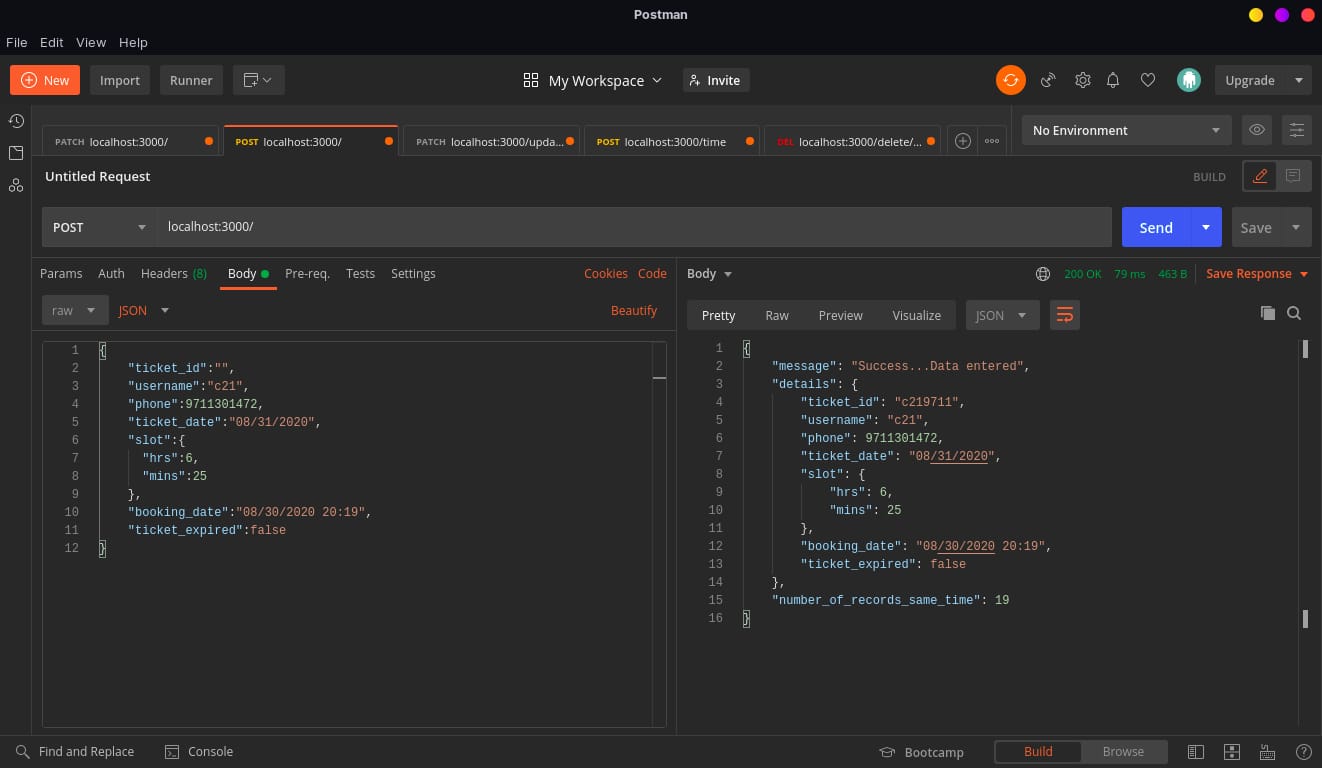 Postman
File Edit View Help
New Import Runner My Workspace Invite Upgrade
PATCH localhost:3000/ POST localhost:3000/ PATCH localhost:3000/upda... POST localhost:3000/time DEL localhost:3000/delete/... No Environment
Untitled Request BUILD
POST localhost:3000/ Send Save
Params Auth Headers (8) Body Pre-req. Tests Settings Cookies Code
raw JSON Beautify
1 {
2 "ticket_id":"",
3 "username":"c21",
4 "phone":9711301472,
5 "ticket_date":"08/31/2020",
6 "slot":{
7 "hrs":6,
8 "mins":25
9 },
10 "booking_date":"08/30/2020 20:19",
11 "ticket_expired":false
12 }
Body 200 OK 79 ms 463 B Save Response
Pretty Raw Preview Visualize JSON
1 {
2 "message": "Success...Data entered",
3 "details": {
4 "ticket_id": "c219711",
5 "username": "c21",
6 "phone": 9711301472,
7 "ticket_date": "08/31/2020",
8 "slot": {
9 "hrs": 6,
10 "mins": 25
11 },
12 "booking_date": "08/30/2020 20:19",
13 "ticket_expired": false
14 },
15 "number_of_records_same_time": 19
16 }
Find and Replace Console Bootcamp Build Browse